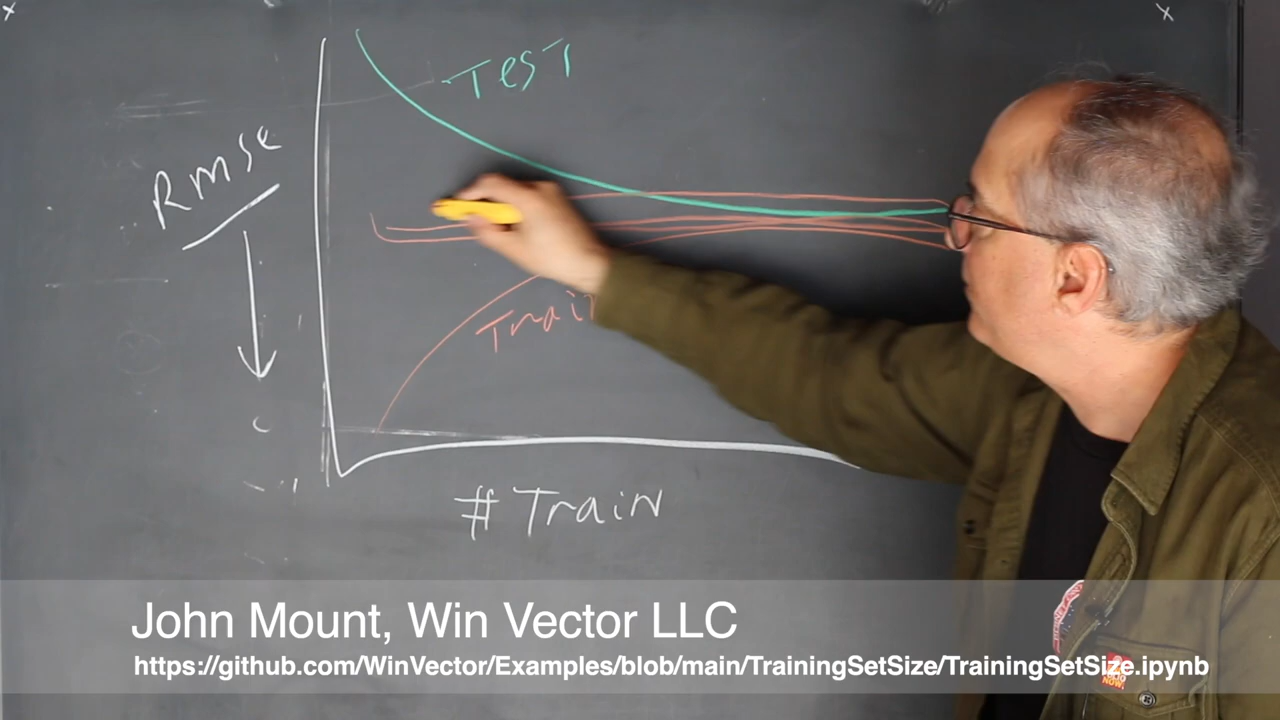 TesT
Rmse
Train
# Train
John Mount, Win Vector LLC
https://github.com/WinVector/Examples/blob/main/TrainingSetSize/TrainingSetSize.ipynb